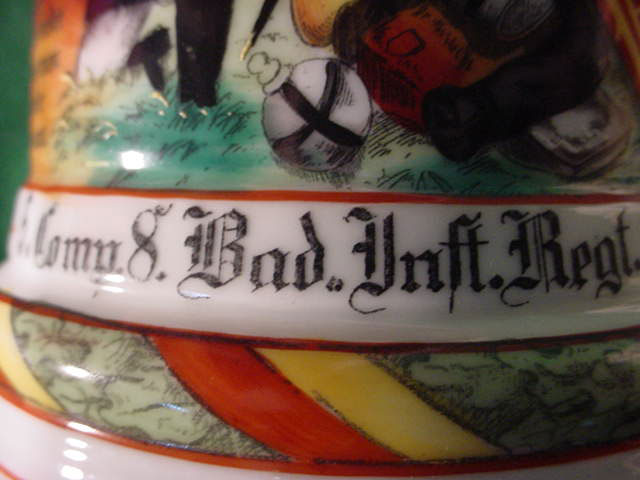 Comp. 8. Bad. Inft. Regt.